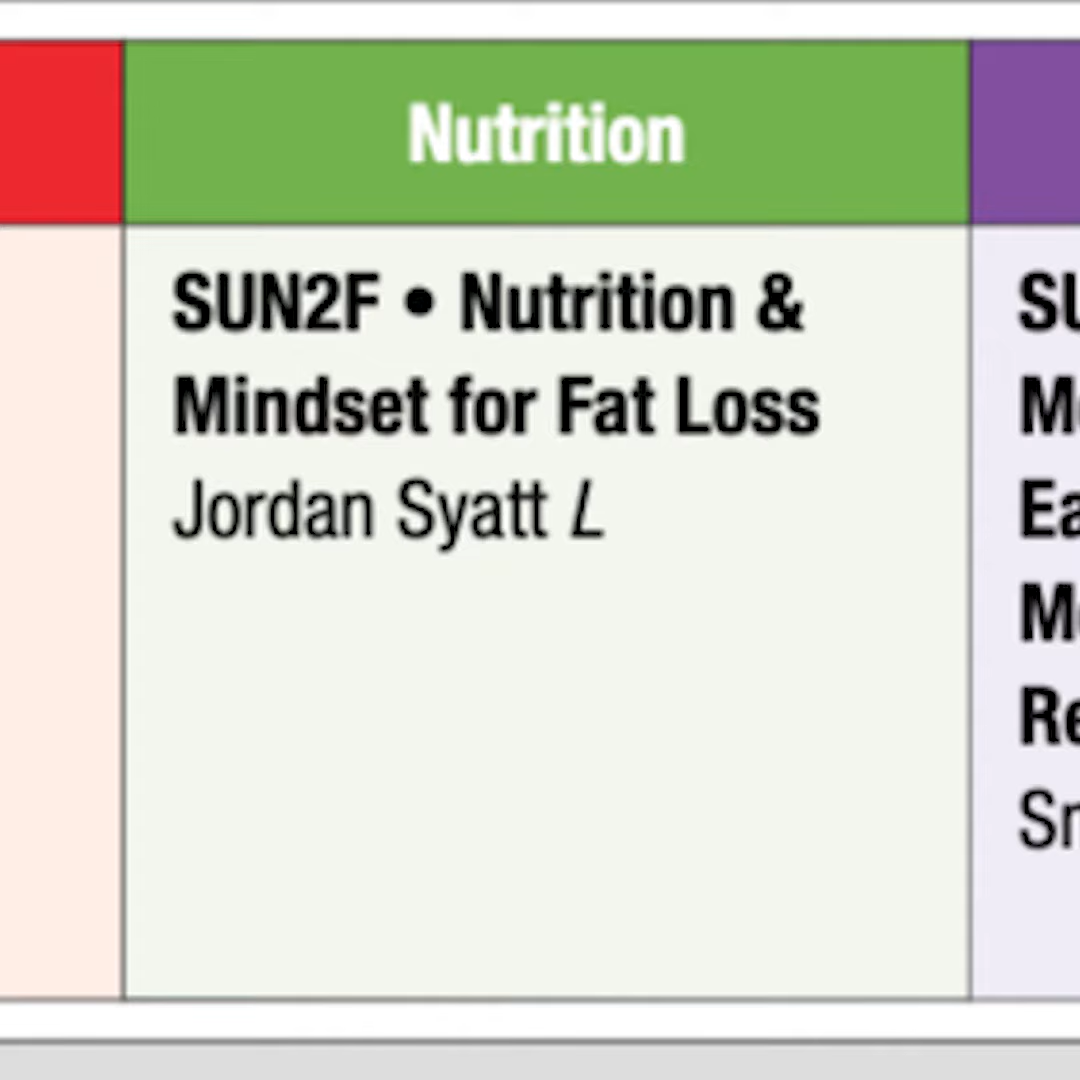 Nutrition
SUN2F • Nutrition &
Mindset for Fat Loss
Jordan Syatt L